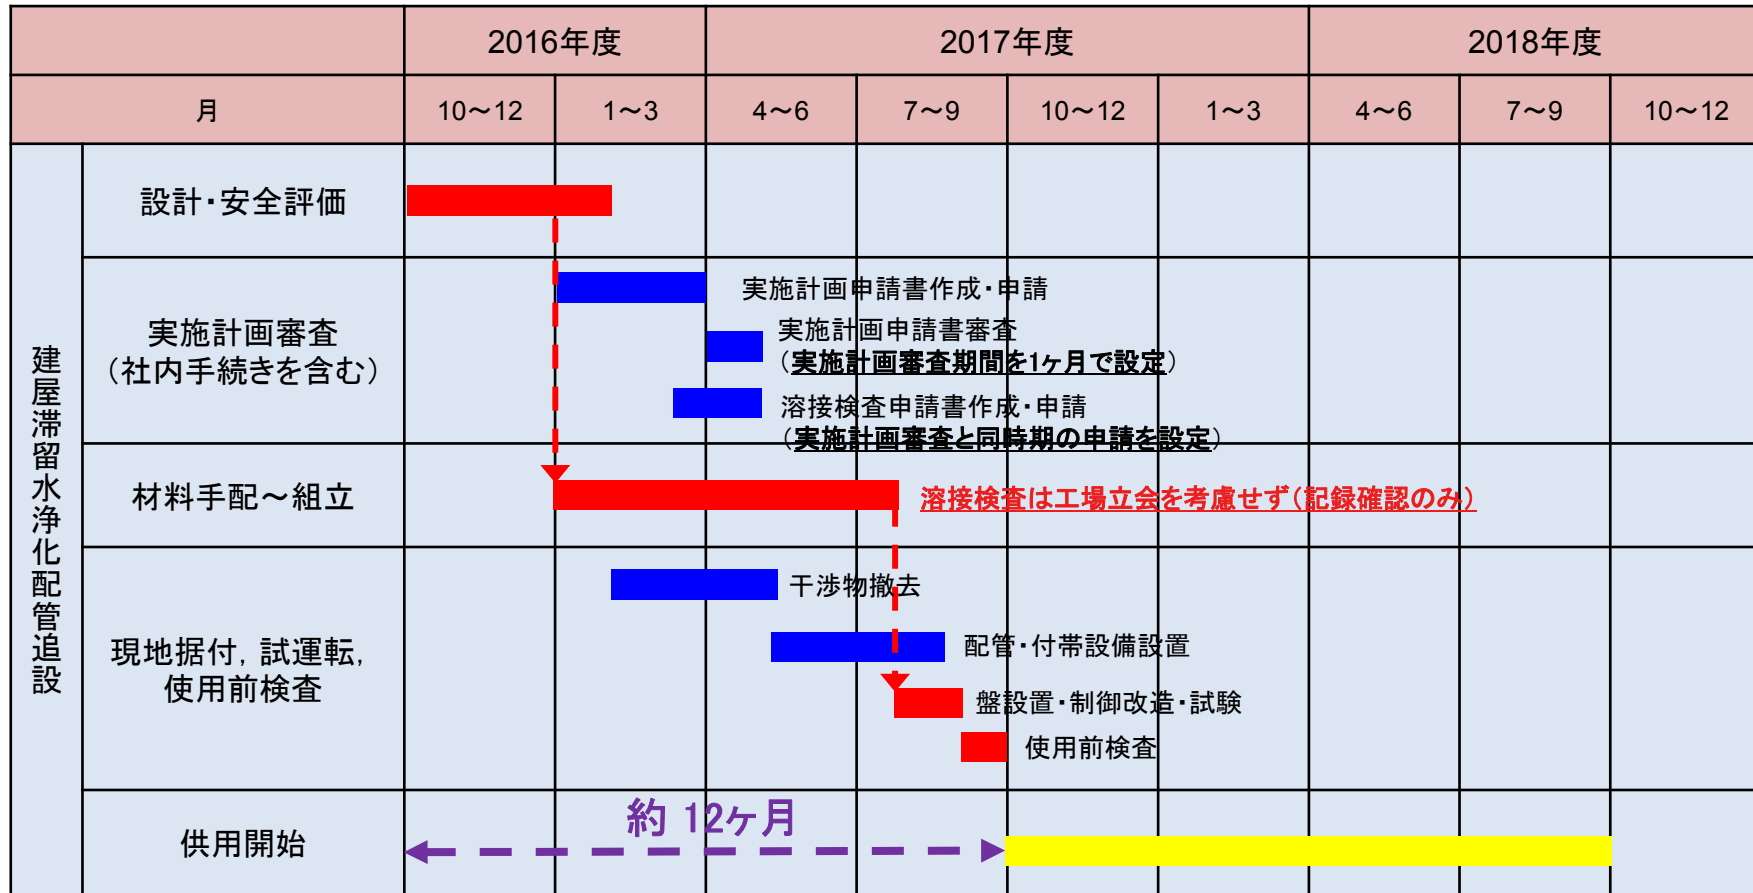 2016年度
2017年度
2018年度
月
10～12
1～3
4～6
7～9
10～12
1～3
4～6
7～9
10～12
建屋滞留水浄化配管追設
設計・安全評価
実施計画審査
（社内手続きを含む）
実施計画申請書作成・申請
実施計画申請書審査
（実施計画審査期間を1ヶ月で設定）
溶接検査申請書作成・申請
（実施計画審査と同時期の申請を設定）
材料手配～組立
溶接検査は工場立会を考慮せず（記録確認のみ）
現地据付，試運転，
使用前検査
干渉物撤去
配管・付帯設備設置
盤設置・制御改造・試験
使用前検査
供用開始
約 12ヶ月